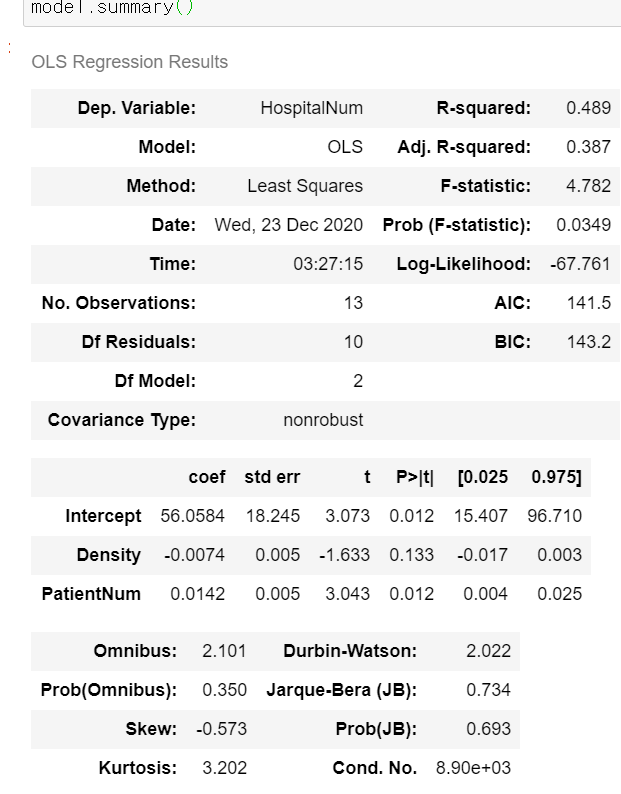 model.summary()
:
OLS Regression Results
Dep. Variable: HospitalNum R-squared: 0.489
Model: OLS Adj. R-squared: 0.387
Method: Least Squares F-statistic: 4.782
Date: Wed, 23 Dec 2020 Prob (F-statistic): 0.0349
Time: 03:27:15 Log-Likelihood: -67.761
No. Observations: 13 AIC: 141.5
Df Residuals: 10 BIC: 143.2
Df Model: 2
Covariance Type: nonrobust
coef std err t P>|t| [0.025 0.975]
Intercept 56.0584 18.245 3.073 0.012 15.407 96.710
Density -0.0074 0.005 -1.633 0.133 -0.017 0.003
PatientNum 0.0142 0.005 3.043 0.012 0.004 0.025
Omnibus: 2.101 Durbin-Watson: 2.022
Prob(Omnibus): 0.350 Jarque-Bera (JB): 0.734
Skew: -0.573 Prob(JB): 0.693
Kurtosis: 3.202 Cond. No. 8.90e+03